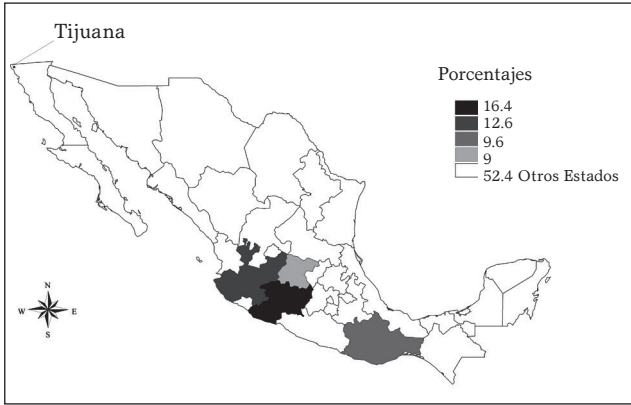 Tijuana
Porcentajes
16.4
12.6
9.6
9
52.4 Otros Estados
N
W E
S